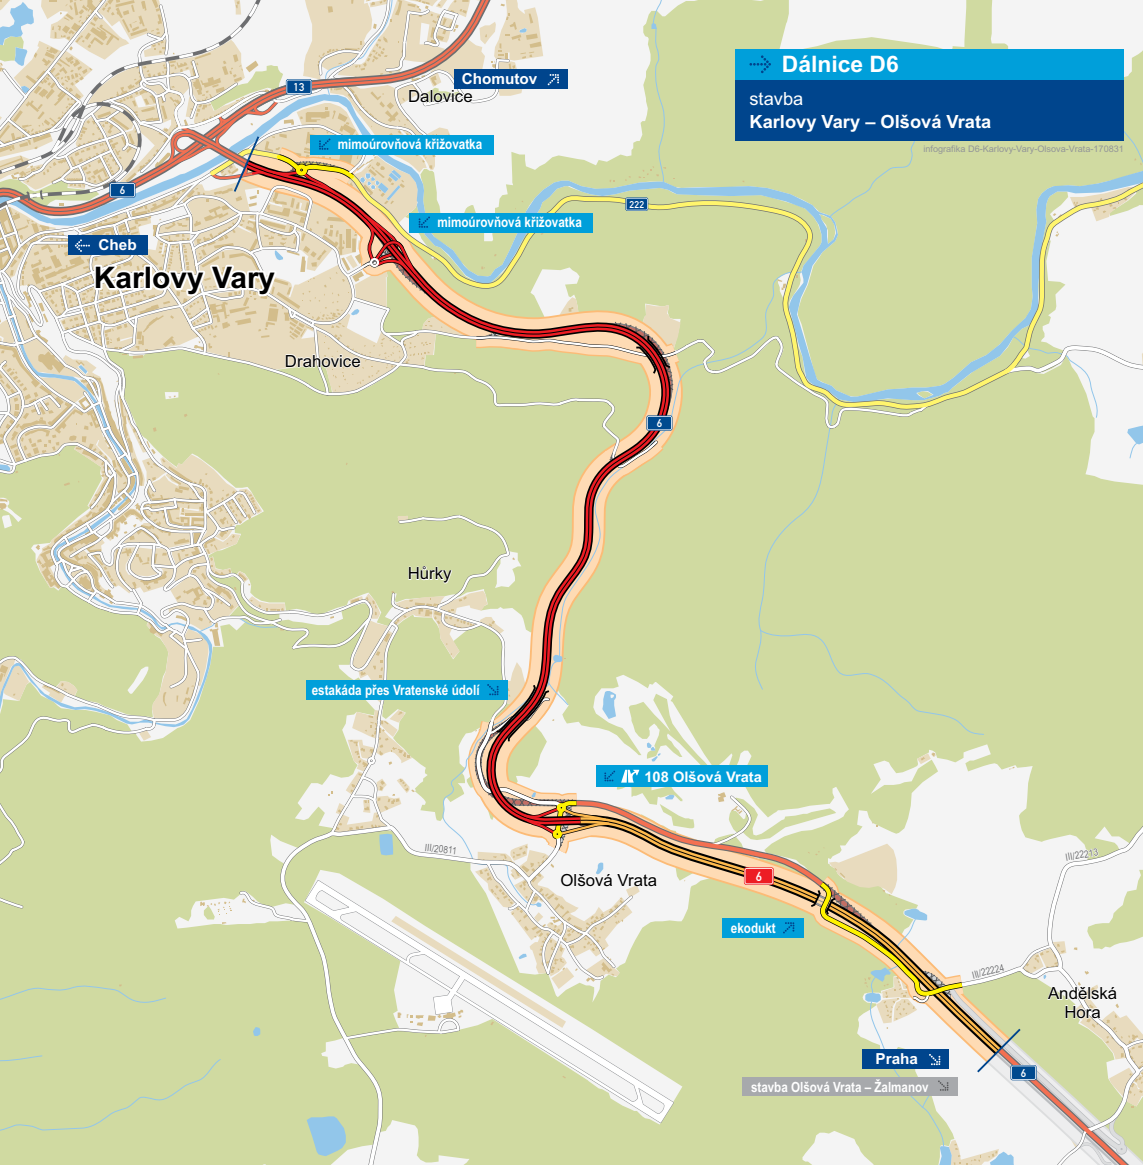 Dálnice D6
stavba
Karlovy Vary – Olšová Vrata
infografika D6-Karlovy-Vary-Olsova-Vrata-170831
Chomutov
13
Dalovice
mimoúrovňová křižovatka
6
222
mimoúrovňová křižovatka
Cheb
Karlovy Vary
Drahovice
6
Hůrky
estakáda přes Vratenské údolí
108 Olšová Vrata
III/20811
III/22213
6
Olšová Vrata
ekodukt
III/22224
Andělská
Hora
Praha
6
stavba Olšová Vrata – Žalmanov